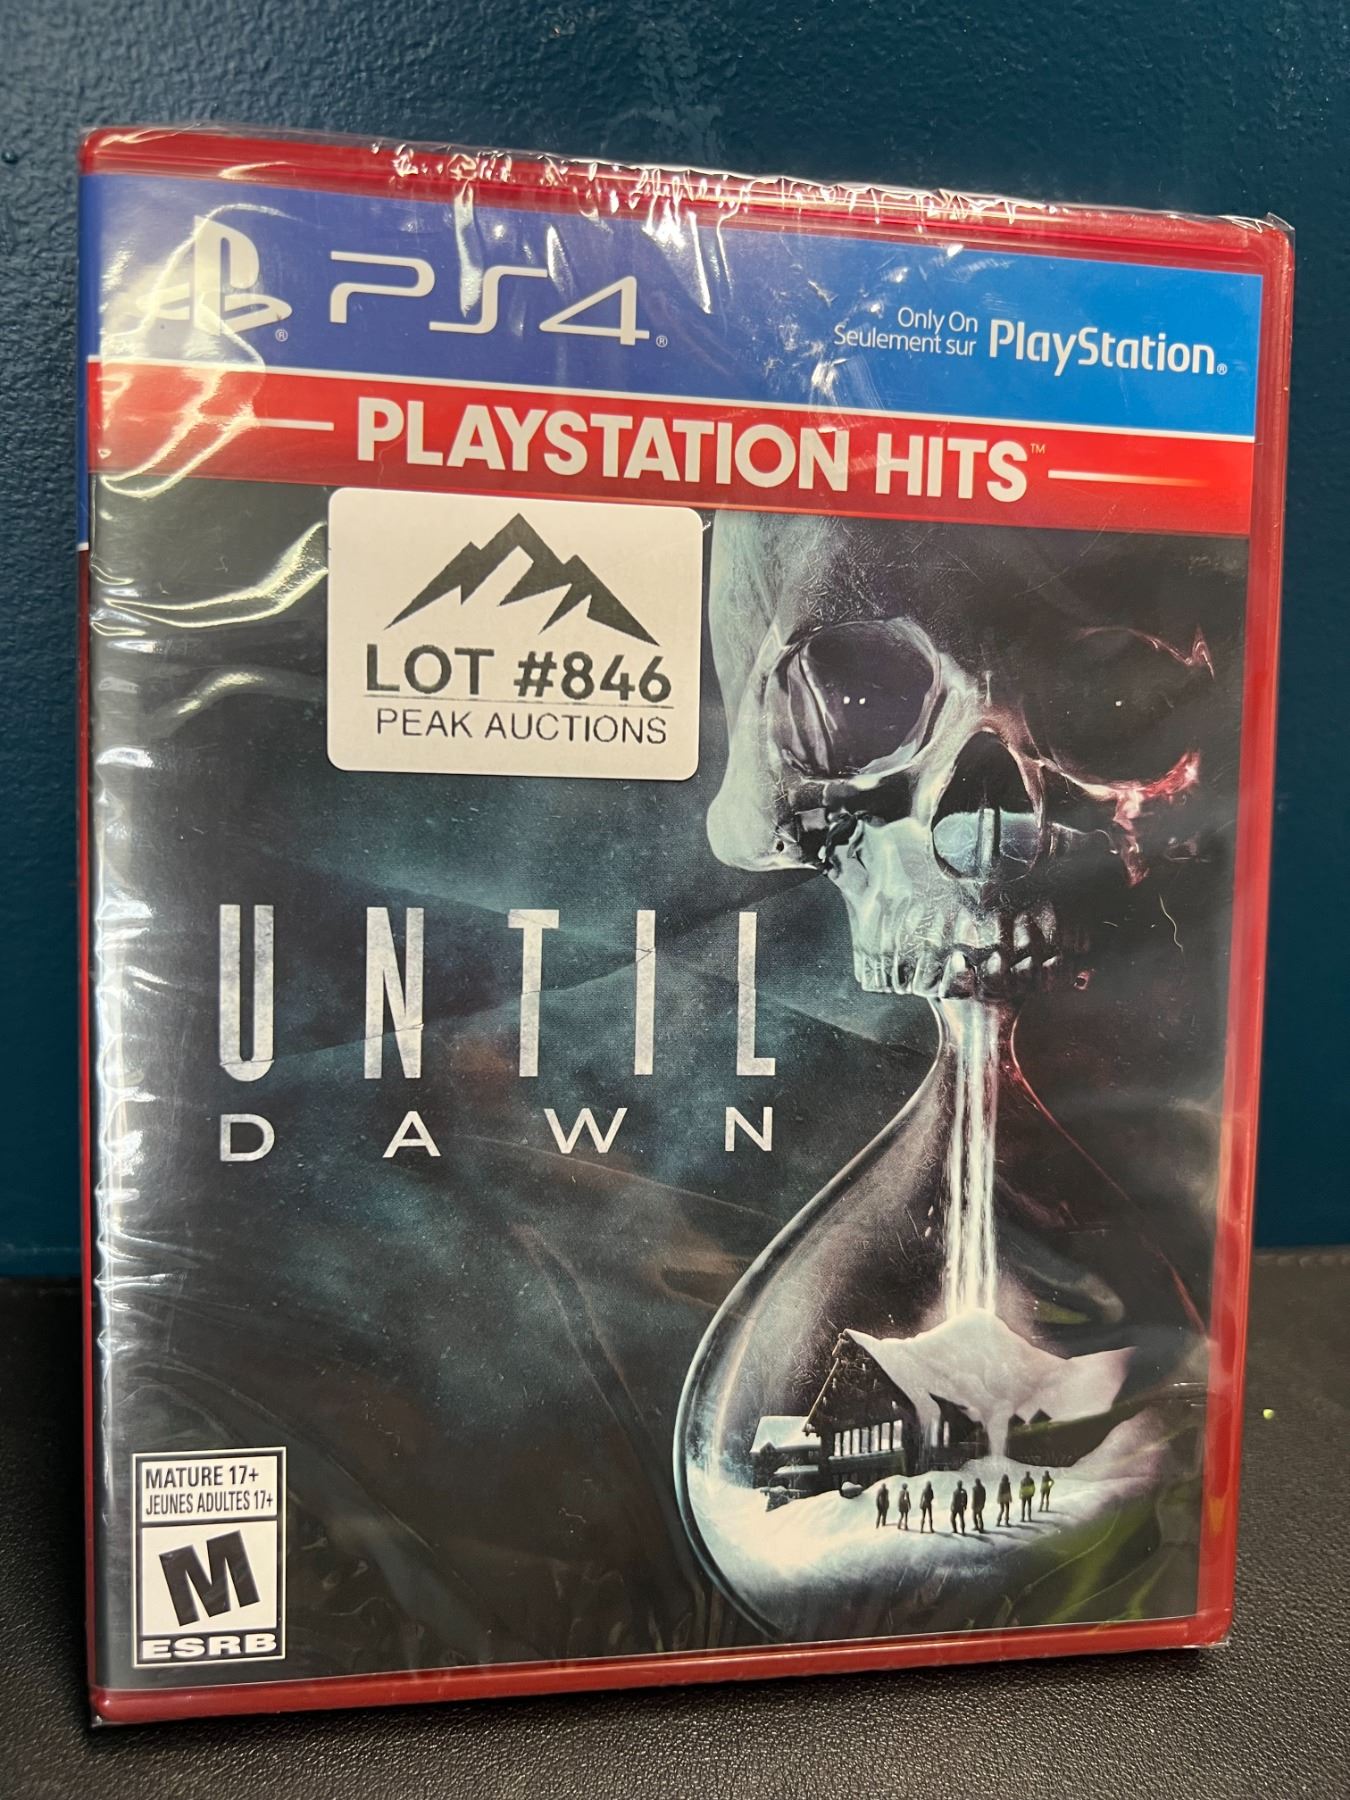 PS4
Only On
Seulement sur PlayStation®
PLAYSTATION HITS™
LOT #846
PEAK AUCTIONS
UNTIL
DAWN
MATURE 17+
JEUNES ADULTES 17+
M
ESRB